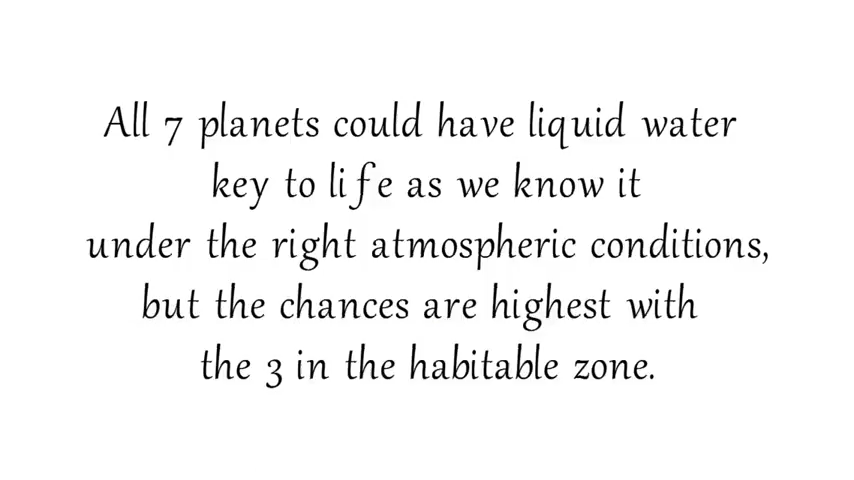 All 7 planets could have liquid water
key to life as we know it
under the right atmospheric conditions,
but the chances are highest with
the 3 in the habitable zone.